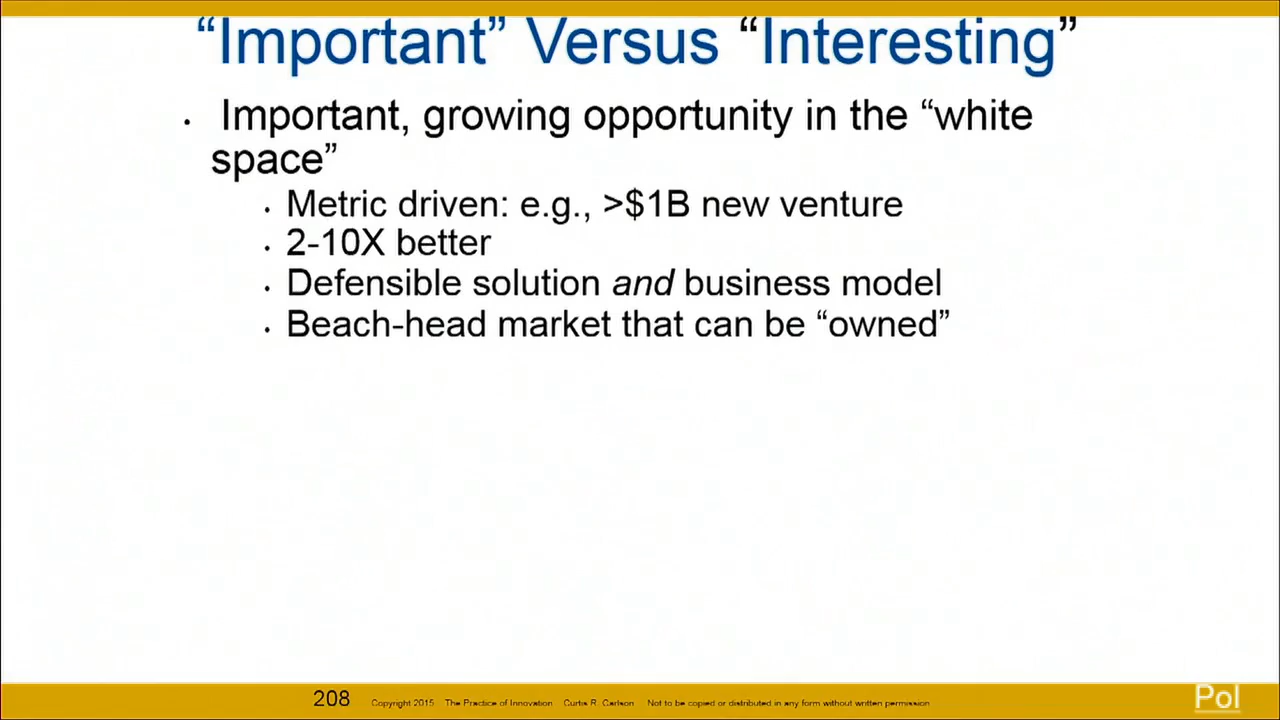 “Important” Versus “Interesting”
• Important, growing opportunity in the “white
space”
• Metric driven: e.g., >$1B new venture
• 2-10X better
• Defensible solution and business model
• Beach-head market that can be “owned”
208 Copyright 2015 The Practice of Innovation Curtis R. Carlson Not to be copied or distributed in any form without written permission
Pol